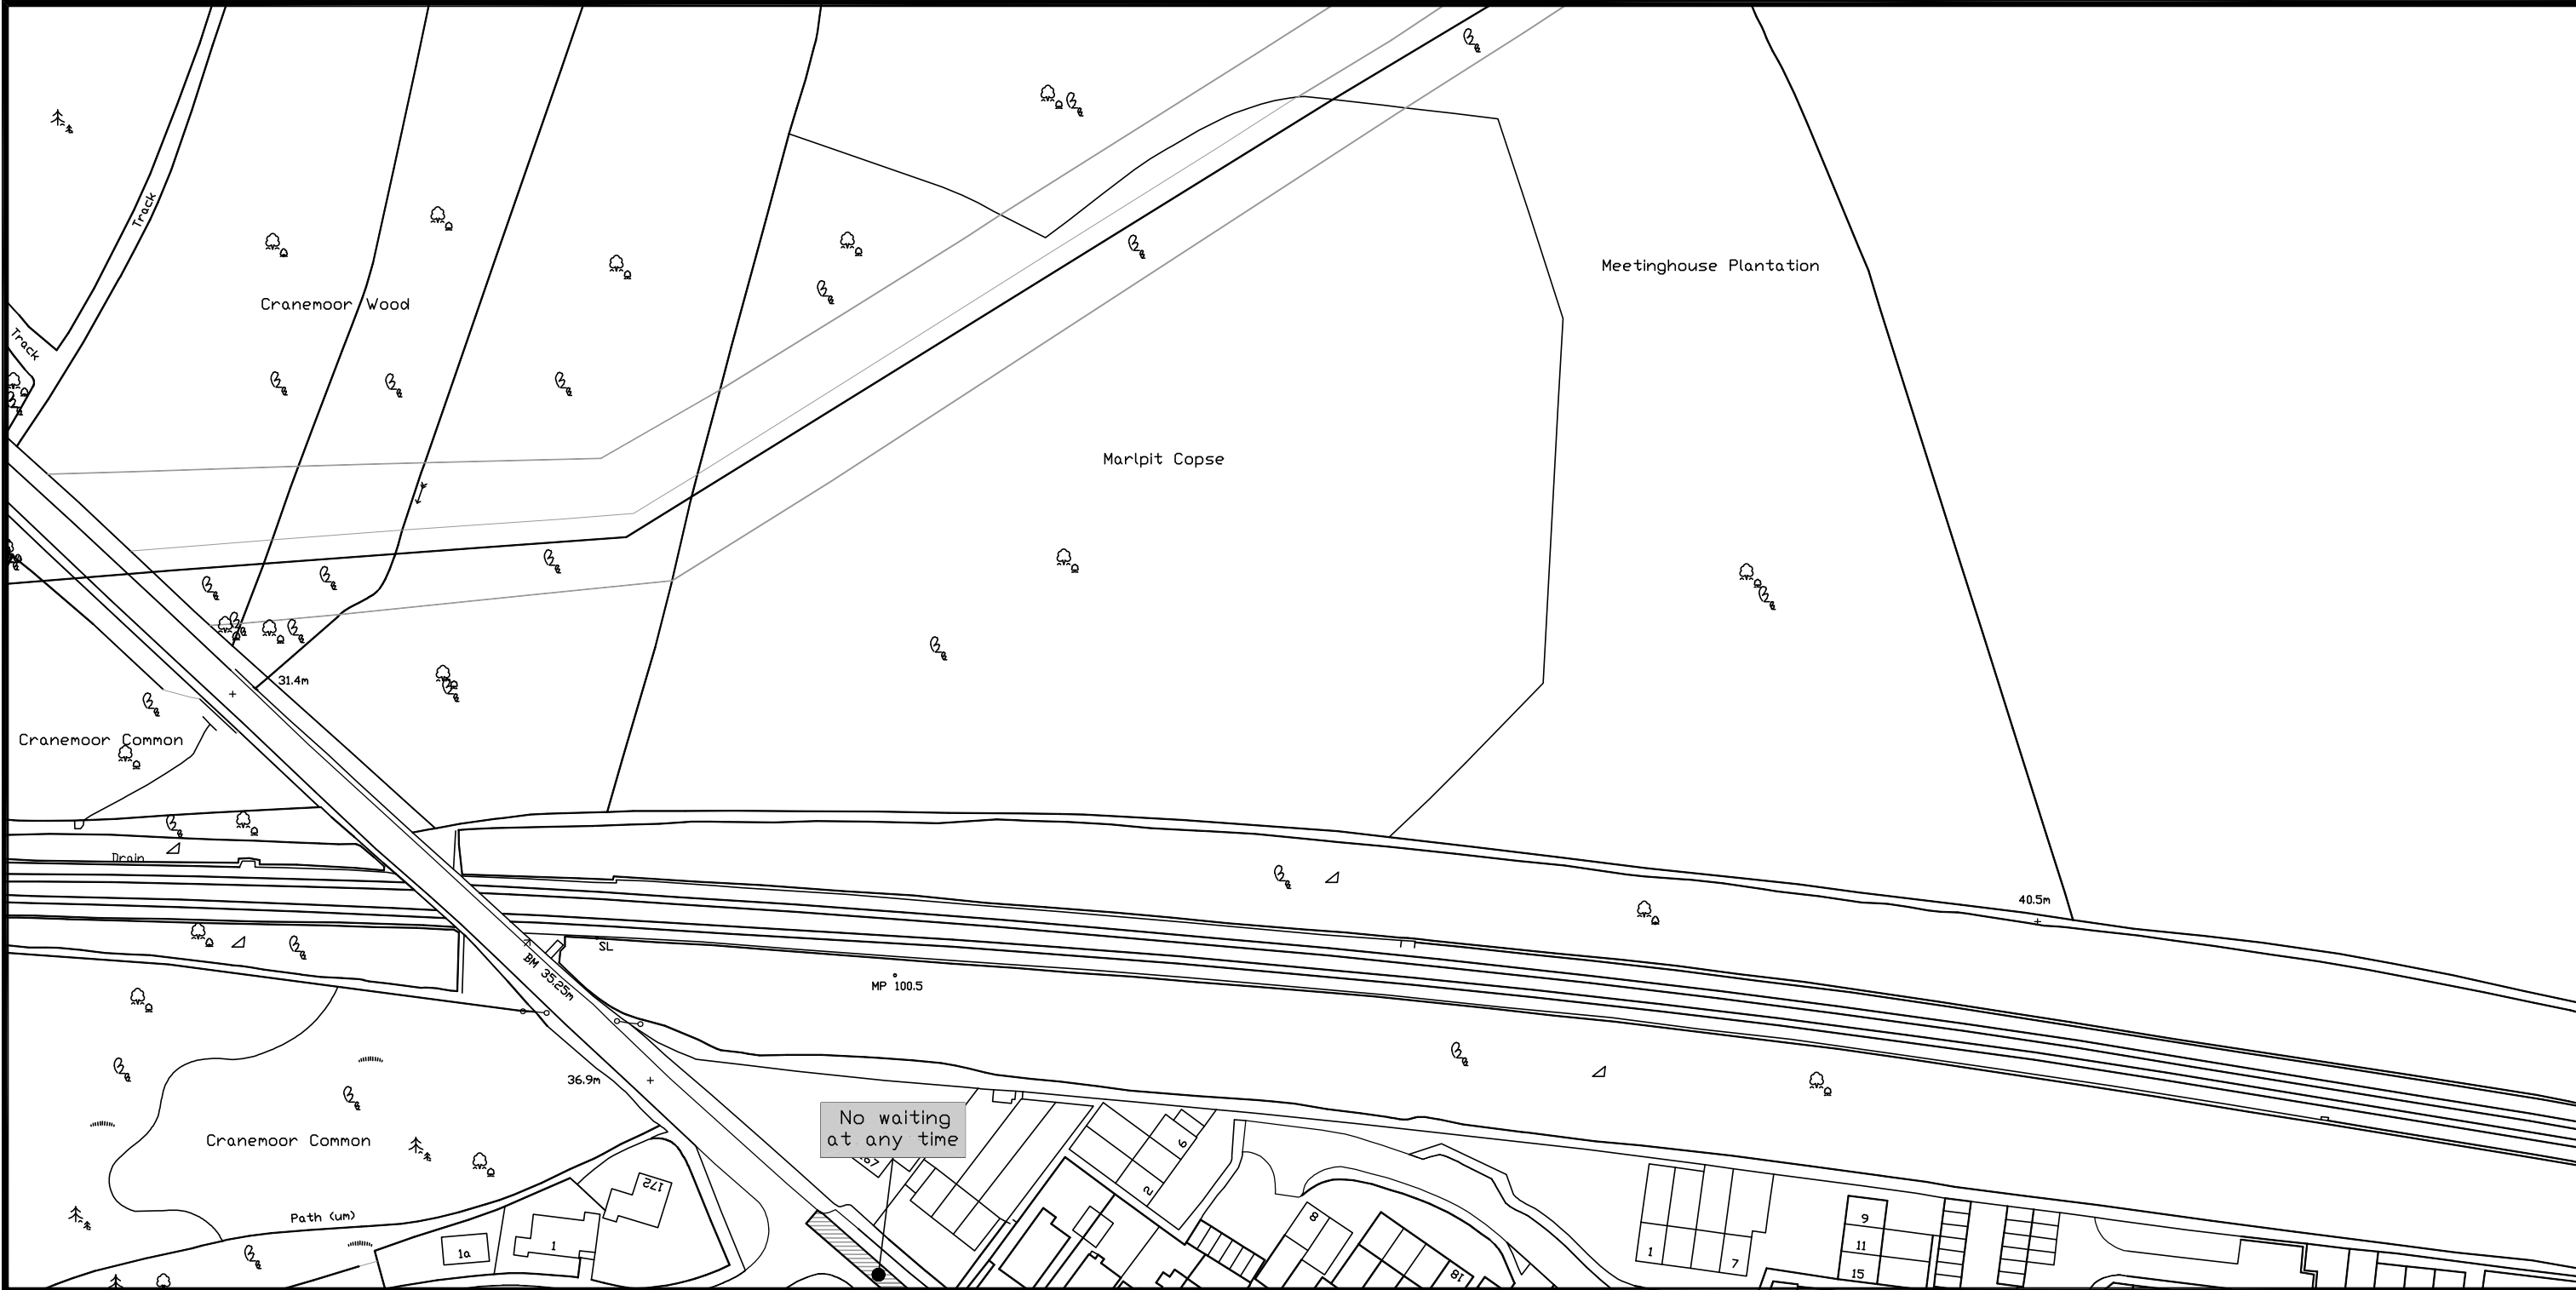 Track
Meetinghouse Plantation
Cranemoor Wood
Track
Marlpit Copse
31.4m
Cranemoor Common
Drain
40.5m
SL
BM 35.25m
MP 100.5
36.9m
No waiting
at any time
Cranemoor Common
67
6
2
172
Path (um)
1
1a
8
18
1
7
9
11
15